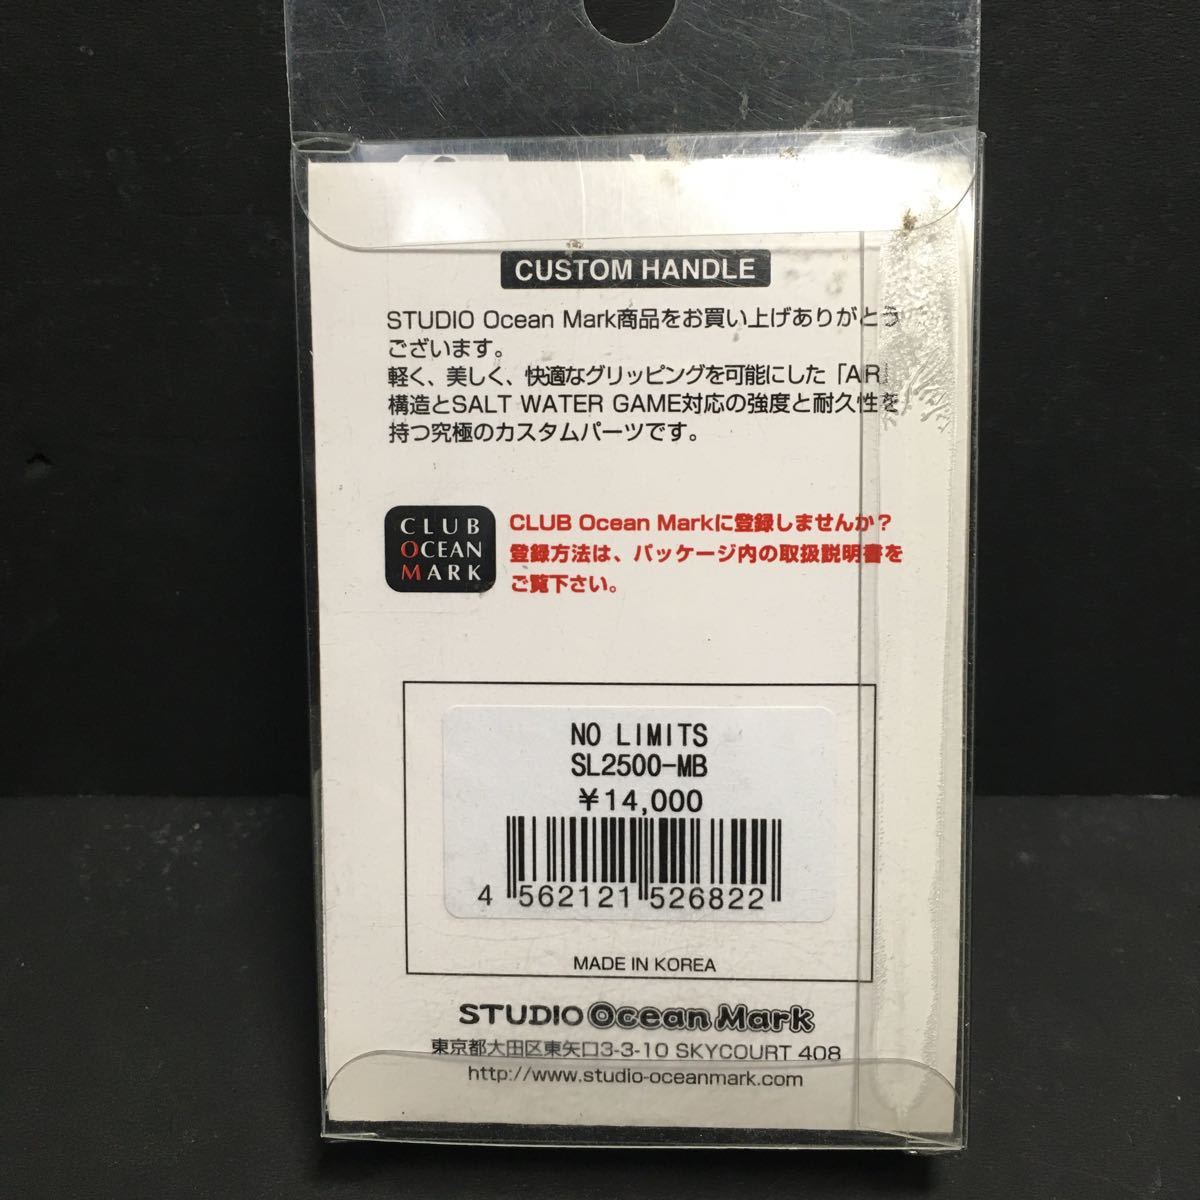 CUSTOM HANDLE
STUDIO Ocean Mark商品をお買い上げありがとう
ございます。
軽く、美しく、快適なグリッピングを可能にした「AIR」
構造とSALT WATER GAME対応の強度と耐久性を
持つ究極のカスタムパーツです。
CLUB
OCEAN
MARK
CLUB Ocean Markに登録しませんか？
登録方法は、パッケージ内の取扱説明書を
ご覧下さい。
NO LIMITS
SL2500-MB
¥14,000
4 562121 526822
MADE IN KOREA
STUDIO Ocean Mark
東京都大田区東矢口3-3-10 SKYCOURT 408
http://www.studio-oceanmark.com